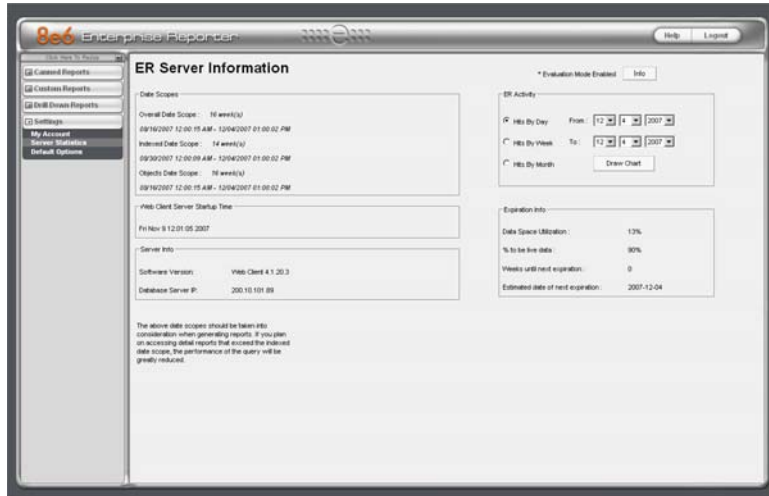 8e6 Enterprise Reporter
Help
Logout
Click Here To Pause
Canned Reports
Custom Reports
Drill Down Reports
Settings
My Account
Server Statistics
Default Options
ER Server Information
* Evaluation Mode Enabled
Info
Date Scopes
Overall Date Scope : 16 week(s)
08/16/2007 12:00:15 AM - 12/04/2007 01:00:02 PM
Indexed Date Scope : 14 week(s)
08/30/2007 12:00:09 AM - 12/04/2007 01:00:02 PM
Objects Date Scope : 16 week(s)
08/16/2007 12:00:15 AM - 12/04/2007 01:00:02 PM
Web Client Server Startup Time
Fri Nov 9 12:01:05 2007
Server Info
Software Version: Web Client 4.1.20.3
Database Server IP: 200.10.101.89
The above date scopes should be taken into
consideration when generating reports. If you plan
on accessing detail reports that exceed the indexed
date scope, the performance of the query will be
greatly reduced.
ER Activity
Hits By Day From : 12 4 2007
Hits By Week To : 12 4 2007
Hits By Month Draw Chart
Expiration Info
Data Space Utilization : 13%
% to be live data : 90%
Weeks until next expiration : 0
Estimated date of next expiration : 2007-12-04